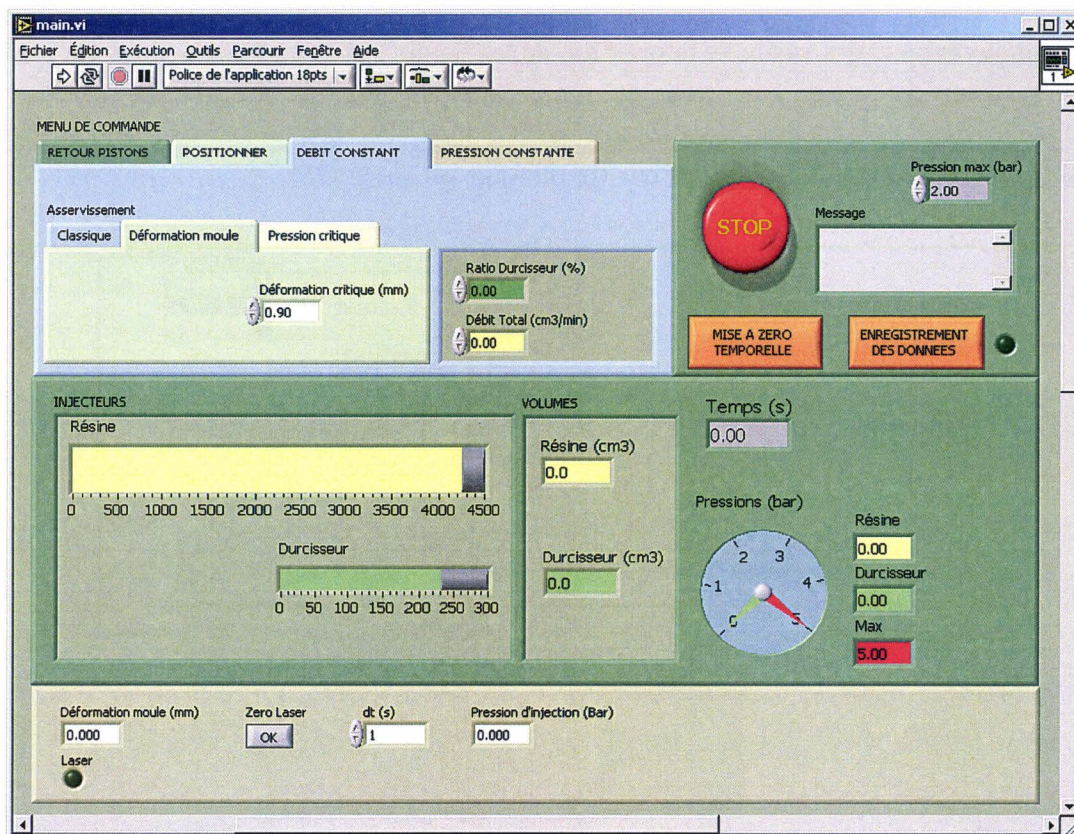 main.vi
Fichier Édition Exécution Outils Parcourir Fenêtre Aide
Police de l'application 18pts
1
MENU DE COMMANDE
RETOUR PISTONS POSITIONNER DEBIT CONSTANT PRESSION CONSTANTE
Asservissement
Classique Déformation moule Pression critique
Déformation critique (mm)
0.90
Ratio Durcisseur (%)
0.00
Débit Total (cm3/min)
0.00
STOP
Pression max (bar)
2.00
Message
MISE A ZERO
TEMPORELLE
ENREGISTREMENT
DES DONNEES
INJECTEURS
Résine
0 500 1000 1500 2000 2500 3000 3500 4000 4500
Durcisseur
0 50 100 150 200 250 300
VOLUMES
Résine (cm3)
0.0
Durcisseur (cm3)
0.0
Temps (s)
0.00
Pressions (bar)
0 1 2 3 4 5
Résine
0.00
Durcisseur
0.00
Max
5.00
Déformation moule (mm)
0.000
Laser
Zero Laser
OK
dt (s)
1
Pression d'injection (Bar)
0.000